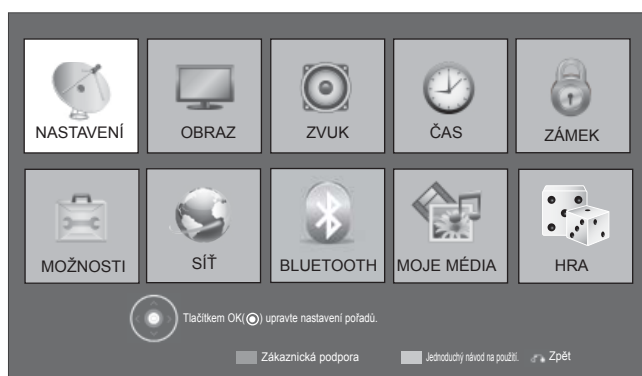 NASTAVENÍ OBRAZ ZVUK ČAS ZÁMEK
MOŽNOSTI SÍŤ BLUETOOTH MOJE MÉDIA HRA
Tlačítkem OK(◉) upravte nastavení pořadů.
Zákaznická podpora Jednoduchý návod na použití. Zpět